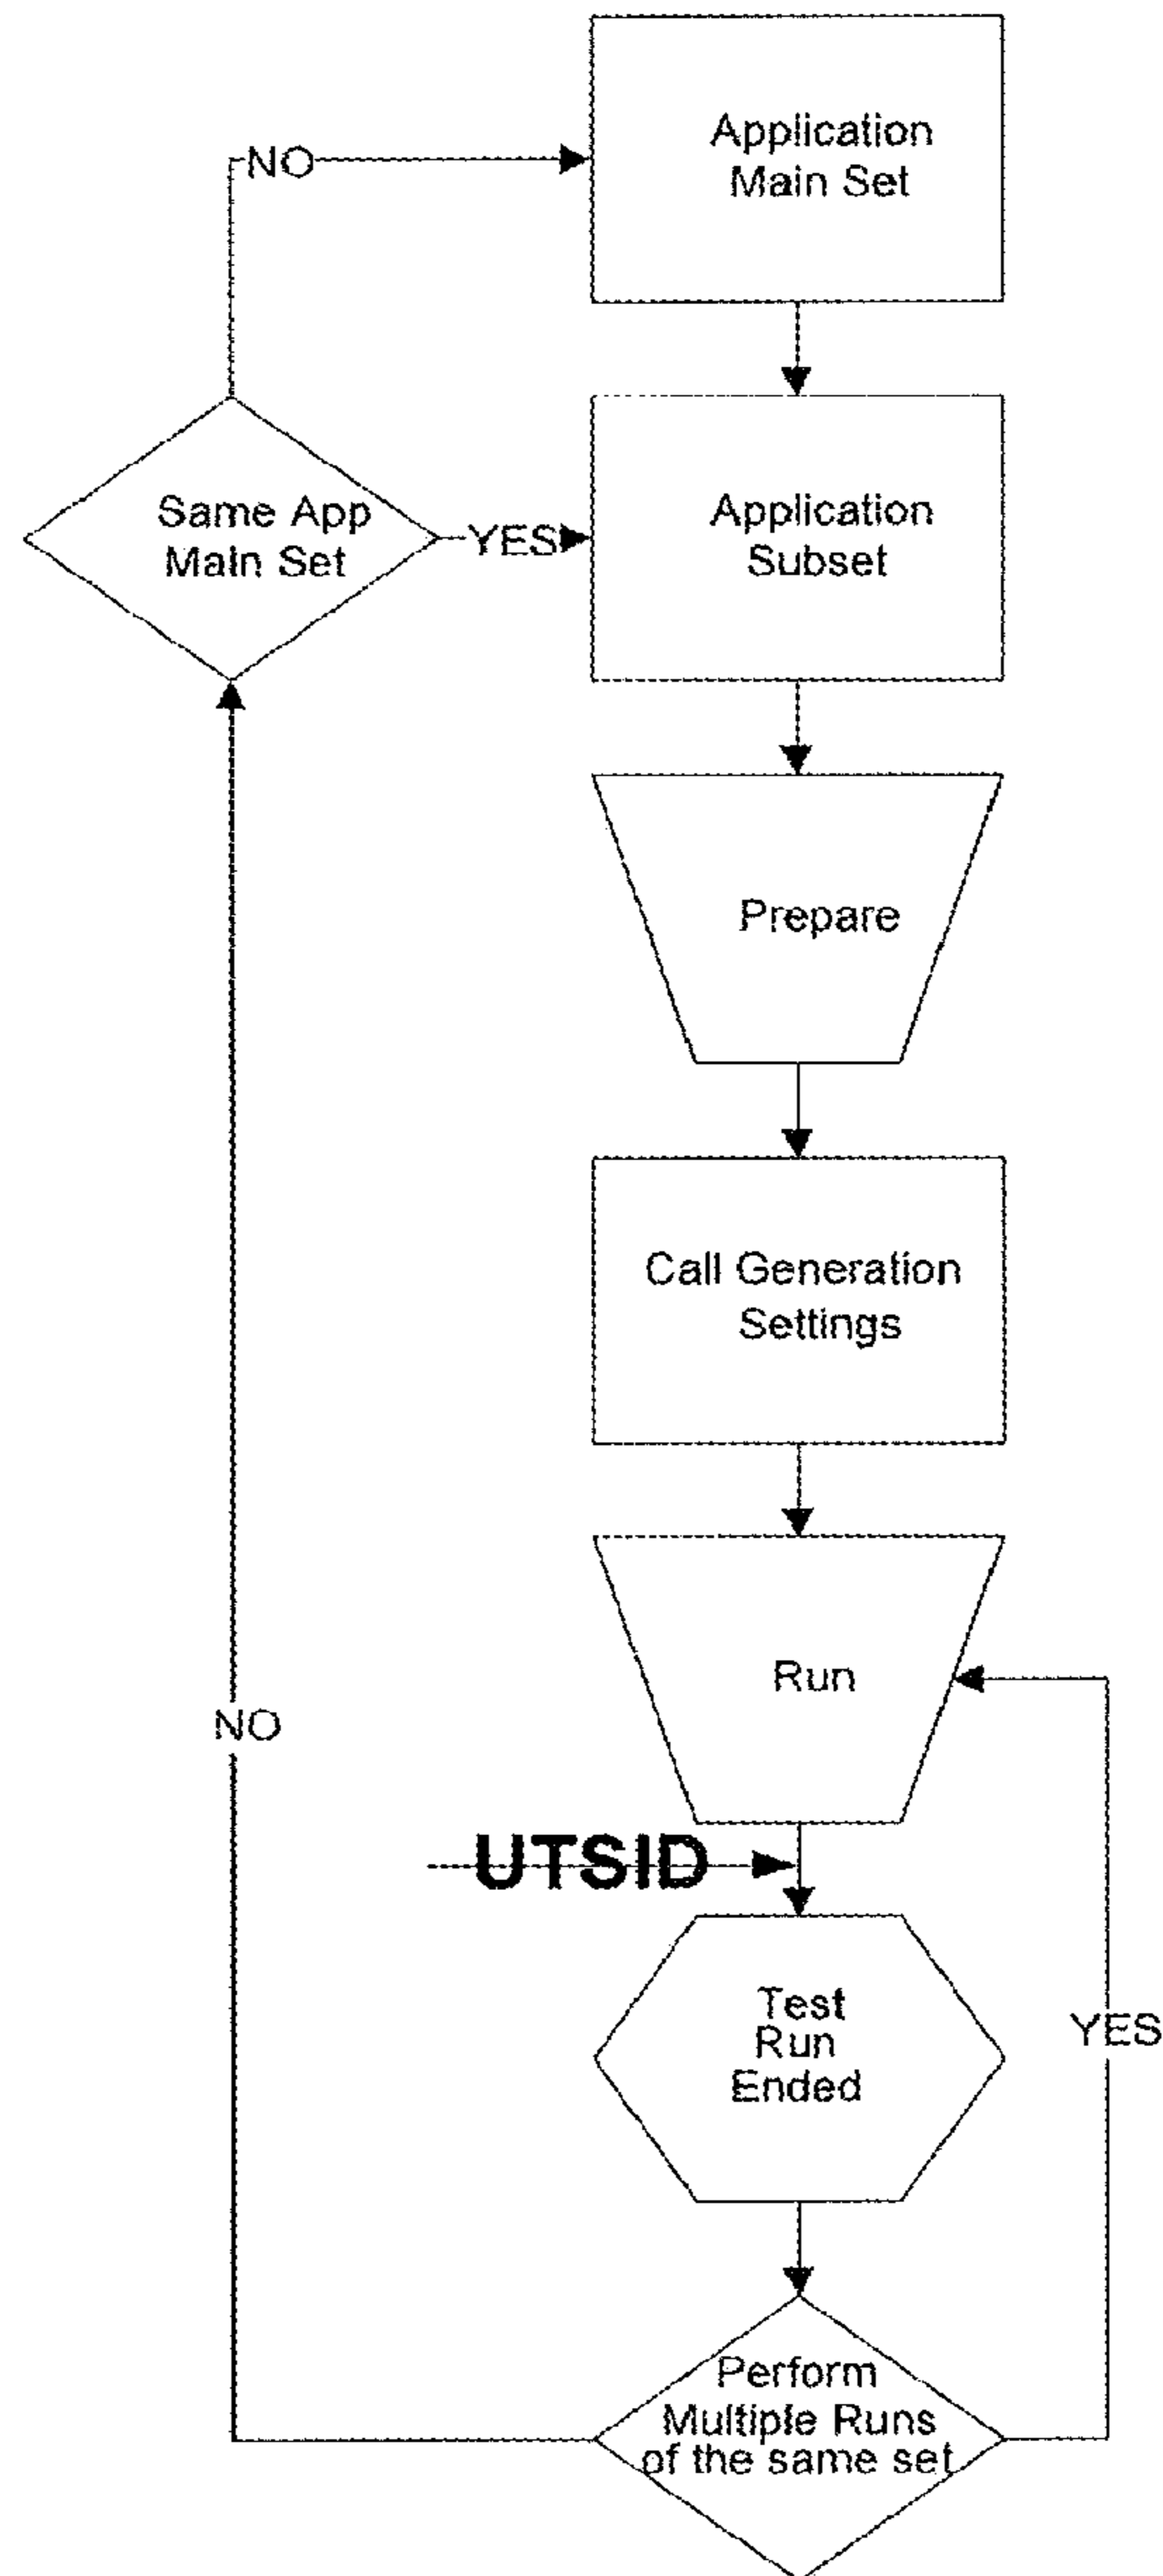 Application
Main Set
NO
Same App
Main Set
YES
Application
Subset
Prepare
Call Generation
Settings
Run
NO
UTSID
Test
Run
Ended
YES
Perform
Multiple Runs
of the same set